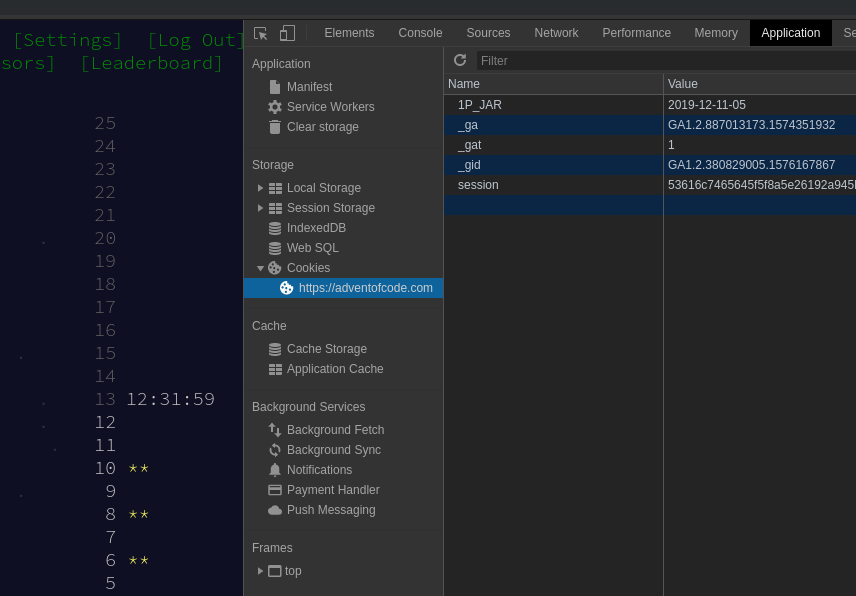 [Settings] [Log Out]
sors] [Leaderboard]
25
24
23
22
21
20
19
18
17
16
15
14
13 12:31:59
12
11
10 **
9
8 **
7
6 **
5
Elements Console Sources Network Performance Memory Application Se
Application
Manifest
Service Workers
Clear storage
Storage
Local Storage
Session Storage
IndexedDB
Web SQL
Cookies
https://adventofcode.com
Cache
Cache Storage
Application Cache
Background Services
Background Fetch
Background Sync
Notifications
Payment Handler
Push Messaging
Frames
top
Filter
Name Value
1P_JAR 2019-12-11-05
_ga GA1.2.887013173.1574351932
_gat 1
_gid GA1.2.380829005.1576167867
session 53616c7465645f5f8a5e26192a945